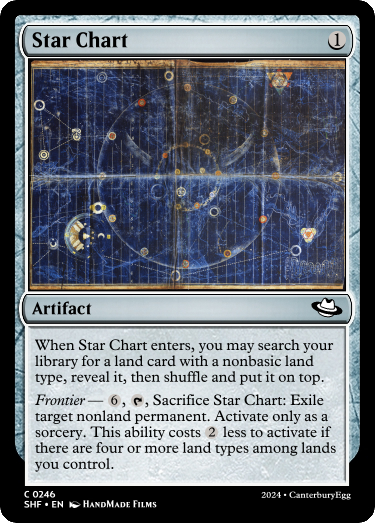 Star Chart 1
Artifact
When Star Chart enters, you may search your
library for a land card with a nonbasic land
type, reveal it, then shuffle and put it on top.
Frontier — 6, , Sacrifice Star Chart: Exile
target nonland permanent. Activate only as a
sorcery. This ability costs 2 less to activate if
there are four or more land types among lands
you control.
C 0246
SHF • EN HandMade Films
2024 • CanterburyEgg